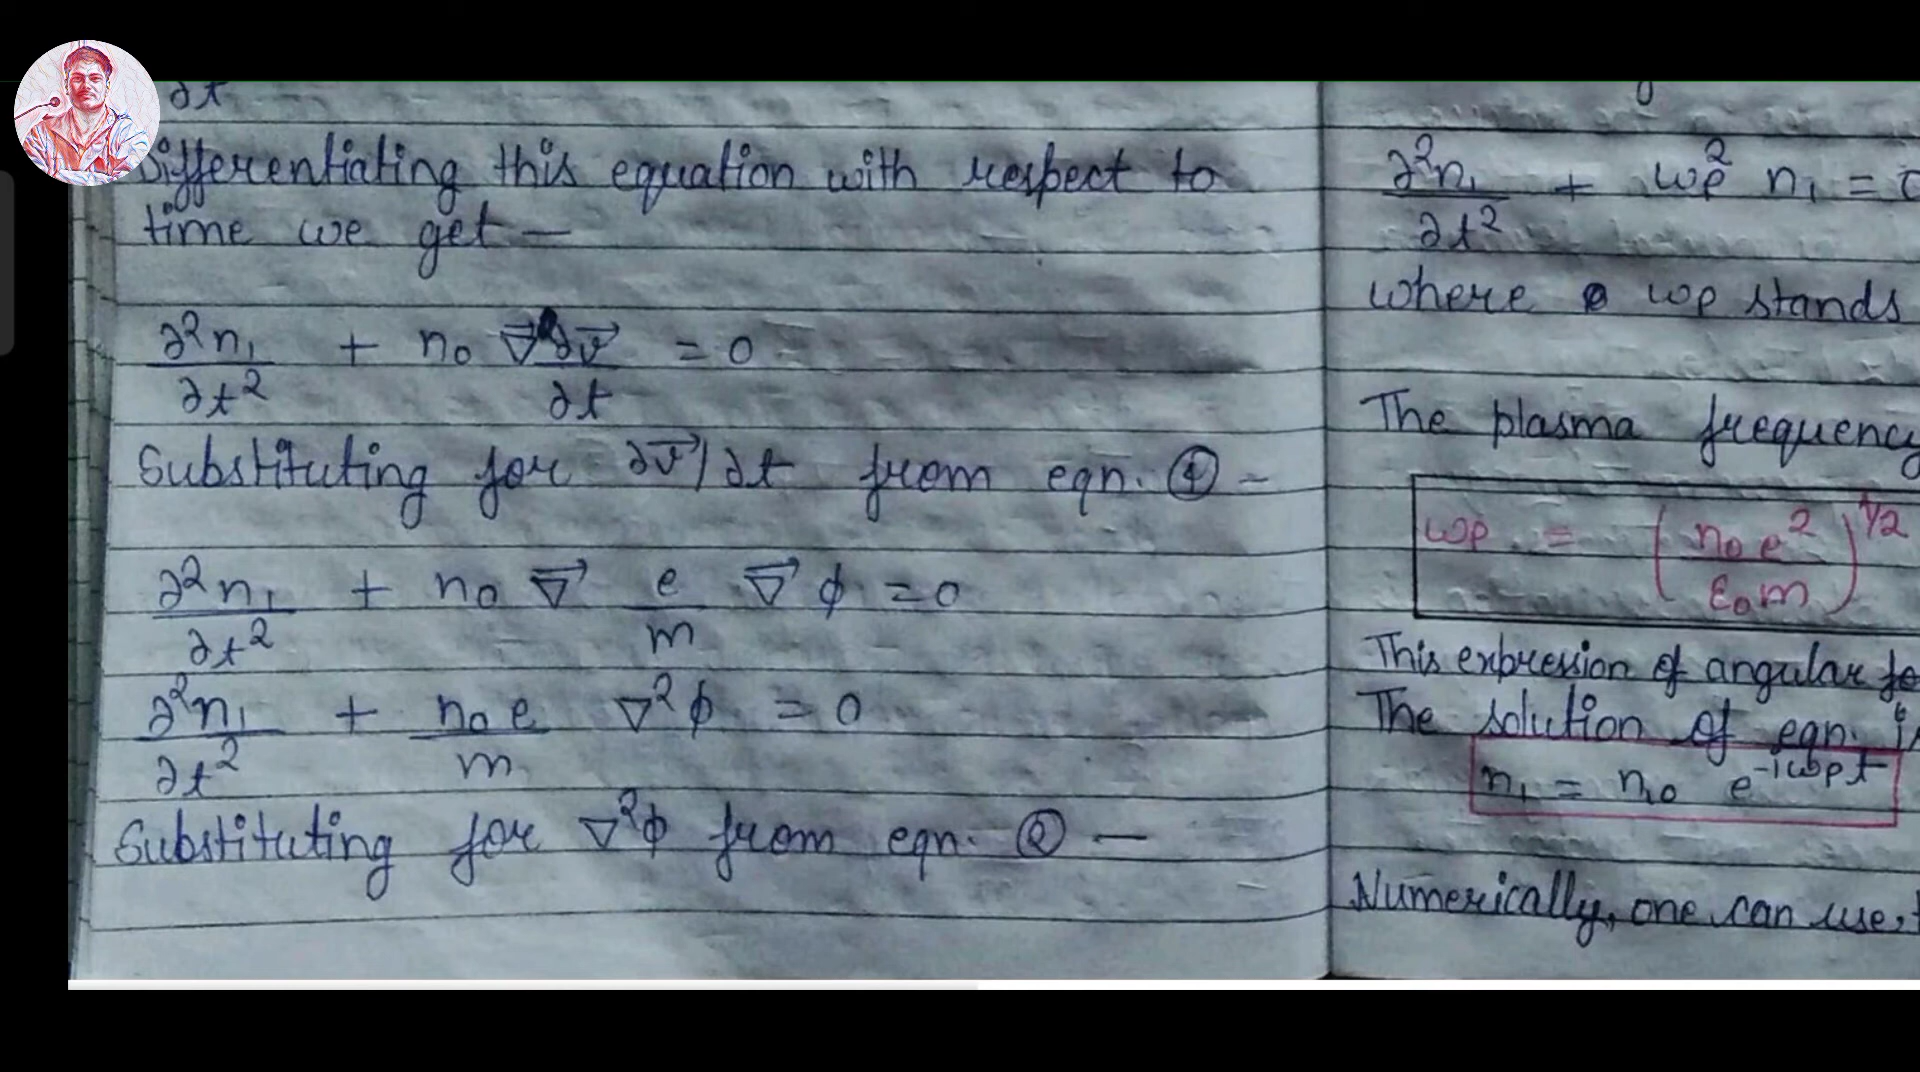 ∂t
Differentiating this equation with respect to
time we get —
∂²n₁/∂t² + n₀ ∇⃗ ∂v⃗/∂t = 0
Substituting for ∂v⃗/∂t from eqn. ① –
∂²n₁/∂t² + n₀ ∇⃗ e/m ∇⃗ ϕ = 0
∂²n₁/∂t² + n₀e/m ∇²ϕ = 0
Substituting for ∇²ϕ from eqn. ② —
∂²n₁/∂t² + ωp² n₁ =
where ωp stands
The plasma frequency
ωp = (n₀e²/ε₀m)^1/2
This expression of angular
The solution of eqn.
n₁ = n₁₀ e^-iωpt
Numerically, one can use,